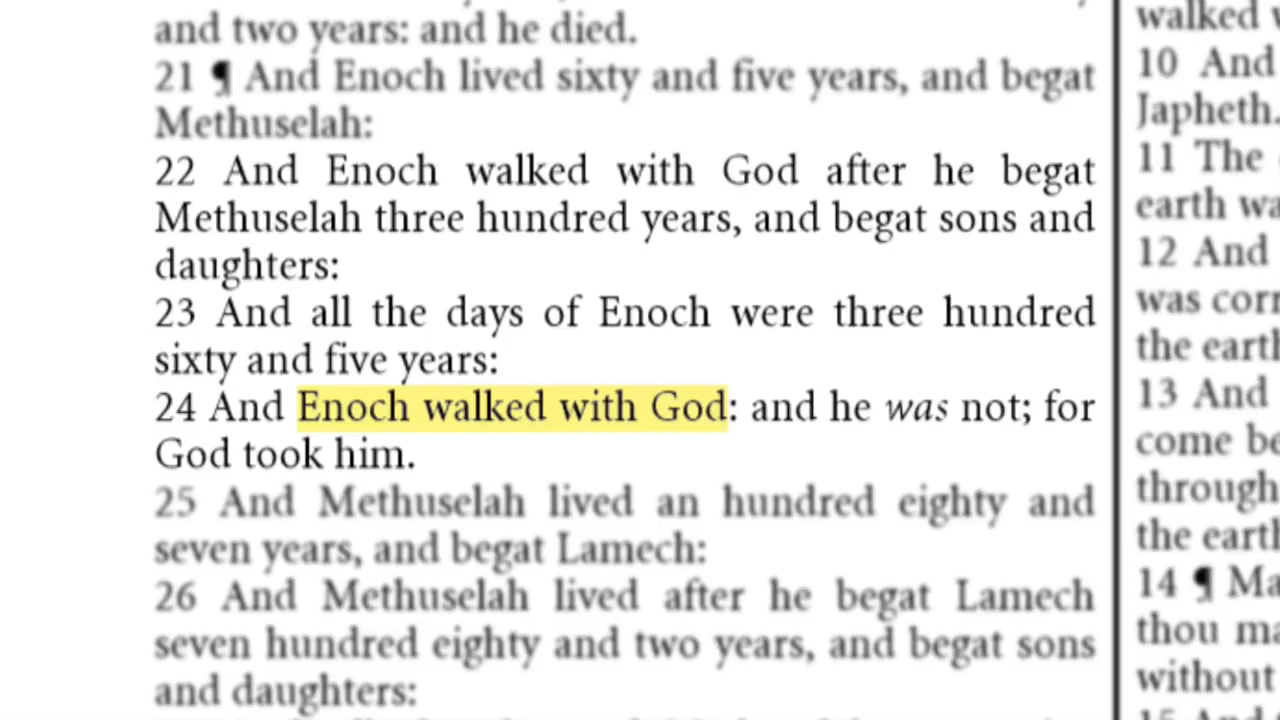 and two years: and he died.
21 ¶ And Enoch lived sixty and five years, and begat
Methuselah:
22 And Enoch walked with God after he begat
Methuselah three hundred years, and begat sons and
daughters:
23 And all the days of Enoch were three hundred
sixty and five years:
24 And Enoch walked with God: and he was not; for
God took him.
25 And Methuselah lived an hundred eighty and
seven years, and begat Lamech:
26 And Methuselah lived after he begat Lamech
seven hundred eighty and two years, and begat sons
and daughters:
walked
10 And
Japheth.
11 The
earth
12 And
was
the earth
13 And
come
through
the earth
14 ¶
thou
without